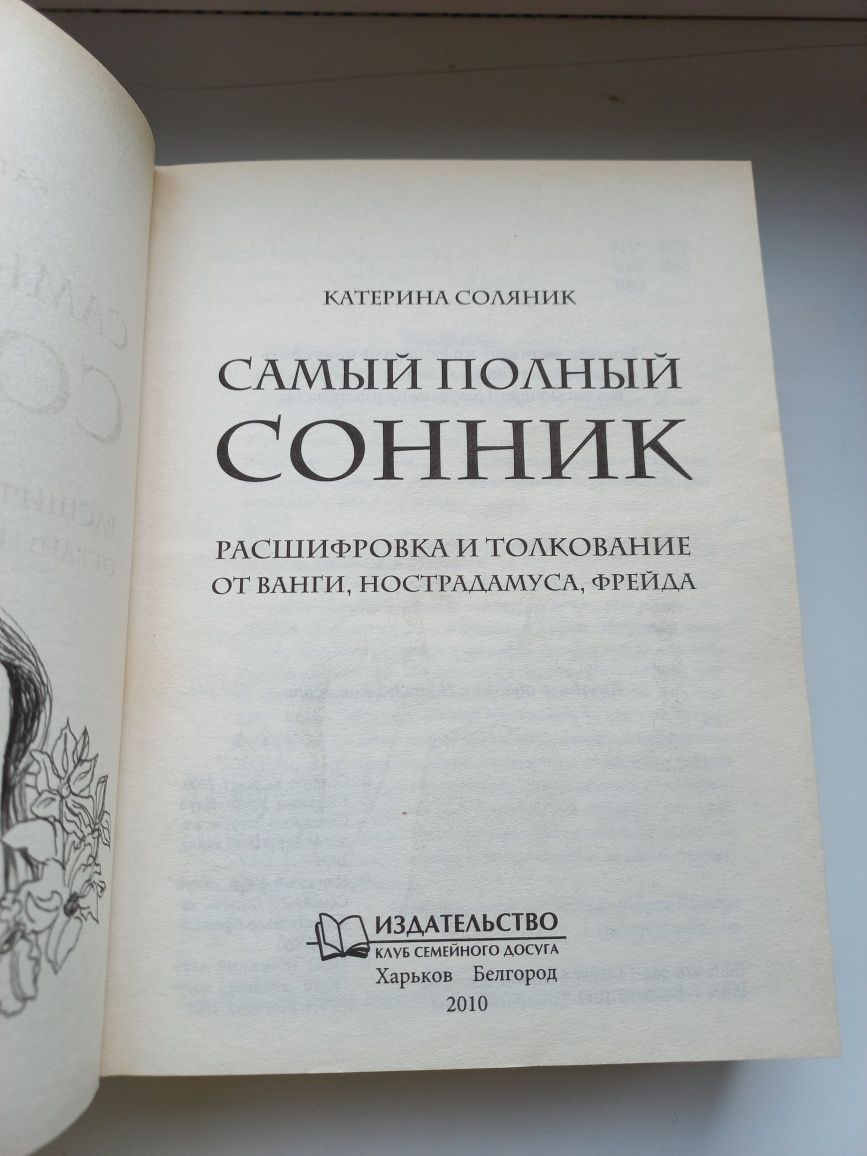 КАТЕРИНА СОЛЯНИК
САМЫЙ ПОЛНЫЙ
СОННИК
РАСШИФРОВКА И ТОЛКОВАНИЕ
ОТ ВАНГИ, НОСТРАДАМУСА, ФРЕЙДА
ИЗДАТЕЛЬСТВО
КЛУБ СЕМЕЙНОГО ДОСУГА
Харьков Белгород
2010